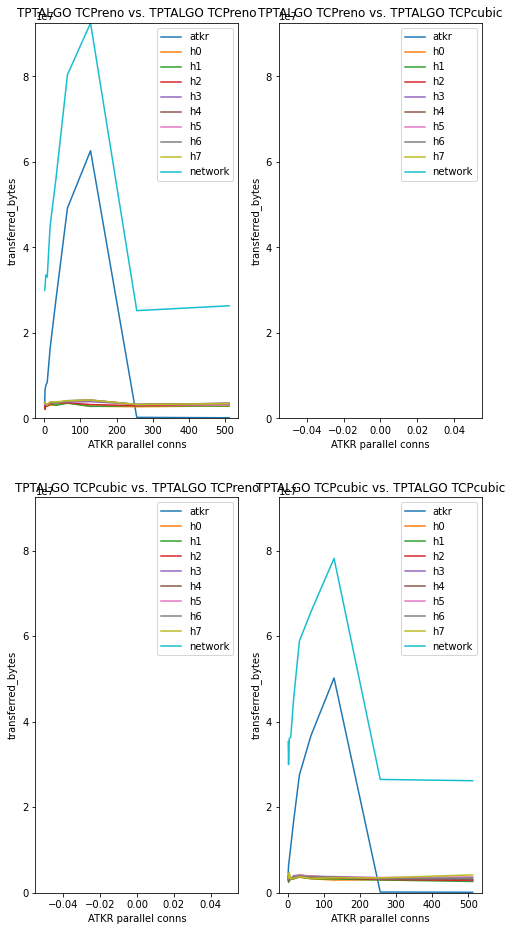 TPTALGO TCPreno vs. TPTALGO TCPreno
1e7
8
6
4
2
0
transferred_bytes
atkr
h0
h1
h2
h3
h4
h5
h6
h7
network
0 100 200 300 400 500
ATKR parallel conns
TPTALGO TCPreno vs. TPTALGO TCPcubic
1e7
8
6
4
2
0
transferred_bytes
atkr
h0
h1
h2
h3
h4
h5
h6
h7
network
−0.04 −0.02 0.00 0.02 0.04
ATKR parallel conns
TPTALGO TCPcubic vs. TPTALGO TCPreno
1e7
8
6
4
2
0
transferred_bytes
atkr
h0
h1
h2
h3
h4
h5
h6
h7
network
−0.04 −0.02 0.00 0.02 0.04
ATKR parallel conns
TPTALGO TCPcubic vs. TPTALGO TCPcubic
1e7
8
6
4
2
0
transferred_bytes
atkr
h0
h1
h2
h3
h4
h5
h6
h7
network
0 100 200 300 400 500
ATKR parallel conns